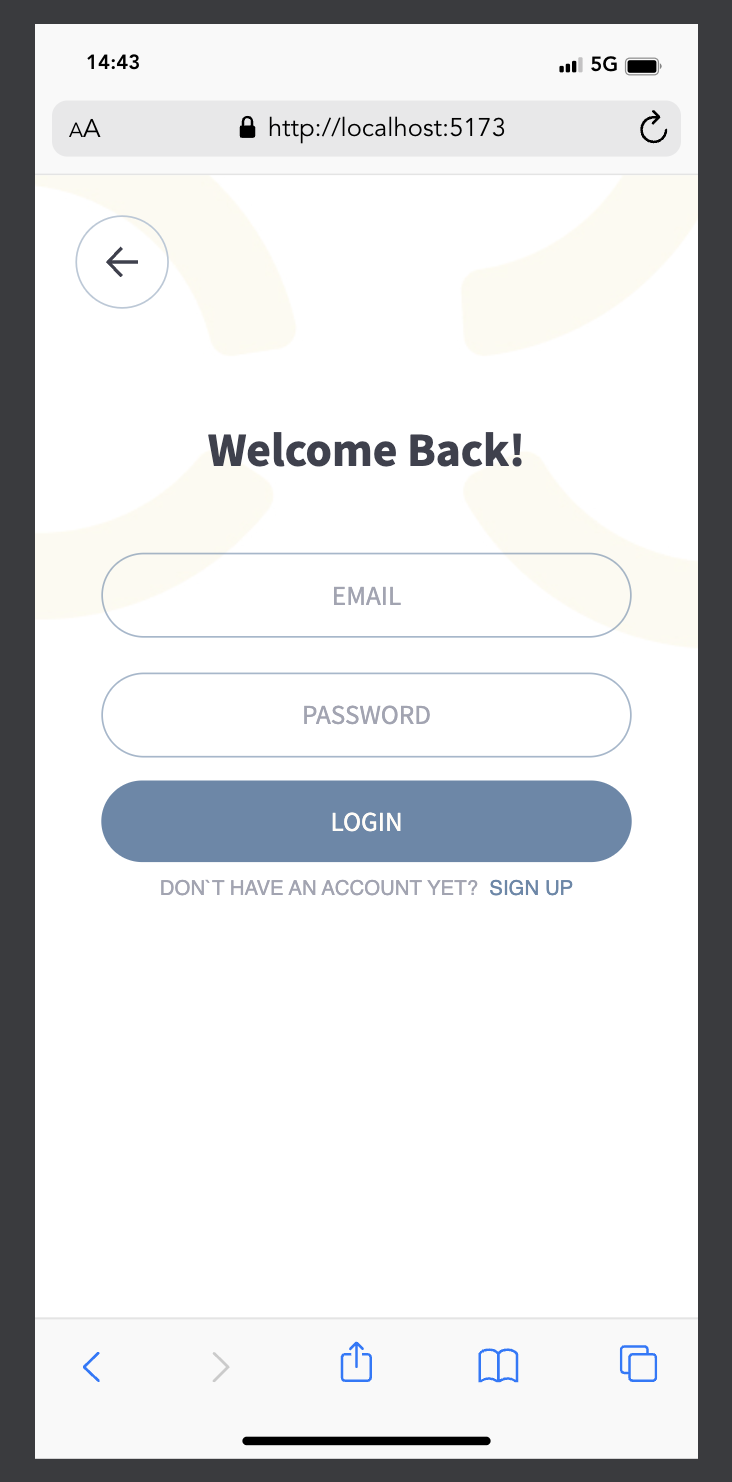 14:43
5G
AA
http://localhost:5173
Welcome Back!
EMAIL
PASSWORD
LOGIN
DON`T HAVE AN ACCOUNT YET? SIGN UP